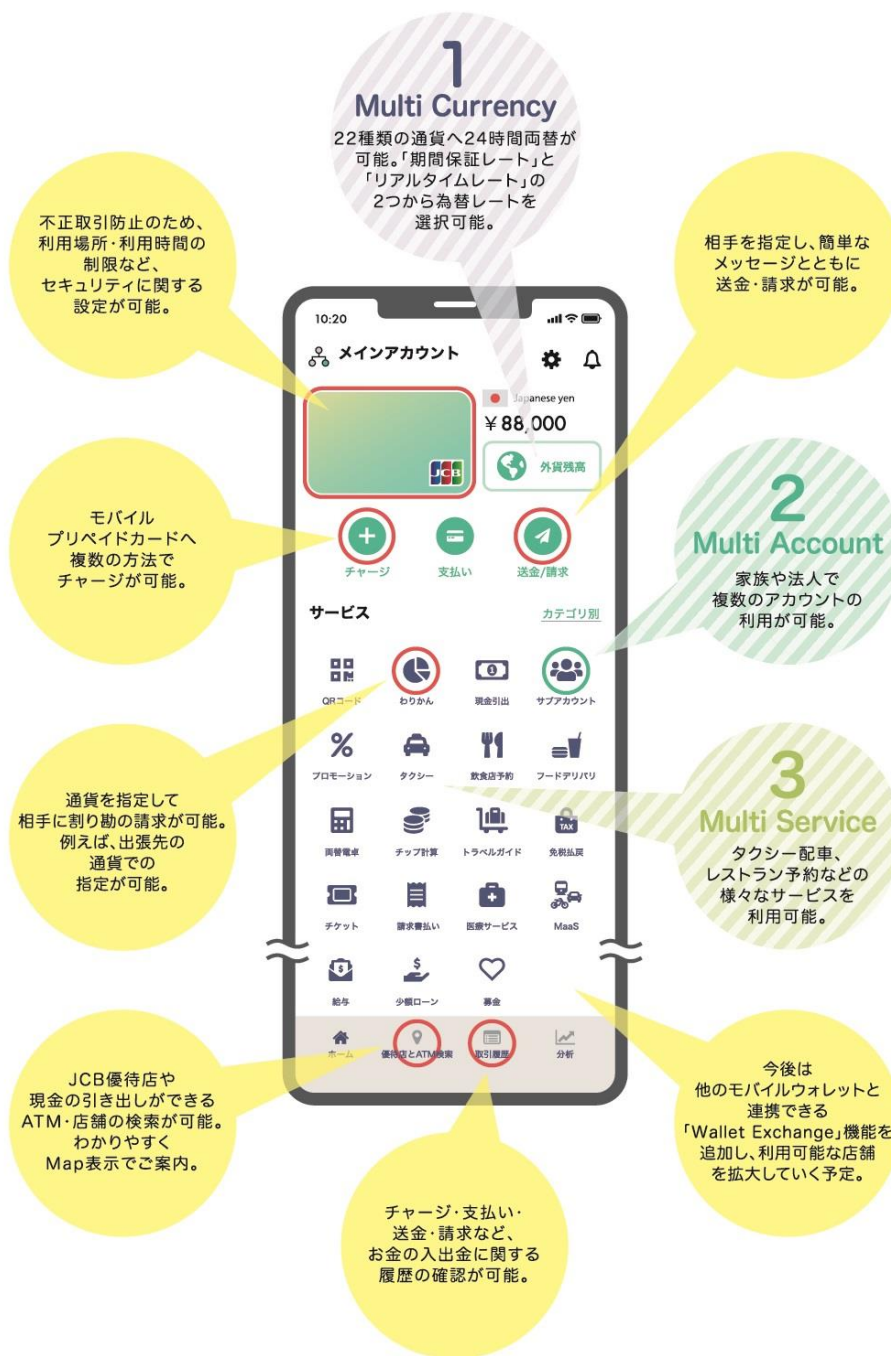 1
Multi Currency
22種類の通貨へ24時間両替が
可能。「期間保証レート」と
「リアルタイムレート」の
2つから為替レートを
選択可能。
不正取引防止のため、
利用場所・利用時間の
制限など、
セキュリティに関する
設定が可能。
相手を指定し、簡単な
メッセージとともに
送金・請求が可能。
10:20
メインアカウント
Japanese yen
¥88,000
外貨残高
JCB
モバイル
プリペイドカードへ
複数の方法で
チャージが可能。
チャージ 支払い 送金/請求
2
Multi Account
家族や法人で
複数のアカウントの
利用が可能。
サービス カテゴリ別
QRコード わりかん 現金引出 サブアカウント
プロモーション タクシー 飲食店予約 フードデリバリ
両替電卓 チップ計算 トラベルガイド TAX 免税払戻
チケット 請求書払い 医療サービス MaaS
給与 少額ローン 募金
ホーム 優待店とATM検索 取引履歴 分析
通貨を指定して
相手に割り勘の請求が可能。
例えば、出張先の
通貨での
指定が可能。
3
Multi Service
タクシー配車、
レストラン予約などの
様々なサービスを
利用可能。
JCB優待店や
現金の引き出しができる
ATM・店舗の検索が可能。
わかりやすく
Map表示でご案内。
今後は
他のモバイルウォレットと
連携できる
「Wallet Exchange」機能を
追加し、利用可能な店舗
を拡大していく予定。
チャージ・支払い・
送金・請求など、
お金の入出金に関する
履歴の確認が可能。